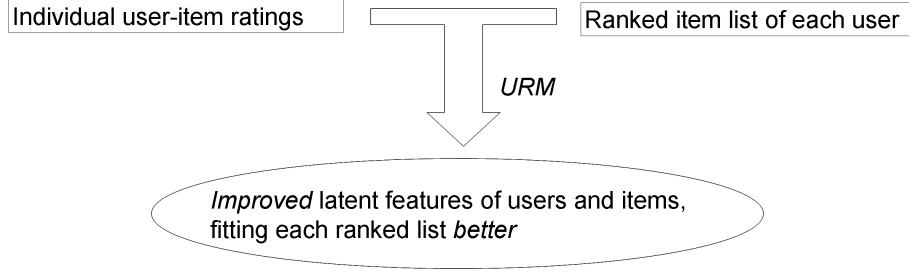 Individual user-item ratings
Ranked item list of each user
URM
Improved latent features of users and items,
fitting each ranked list better